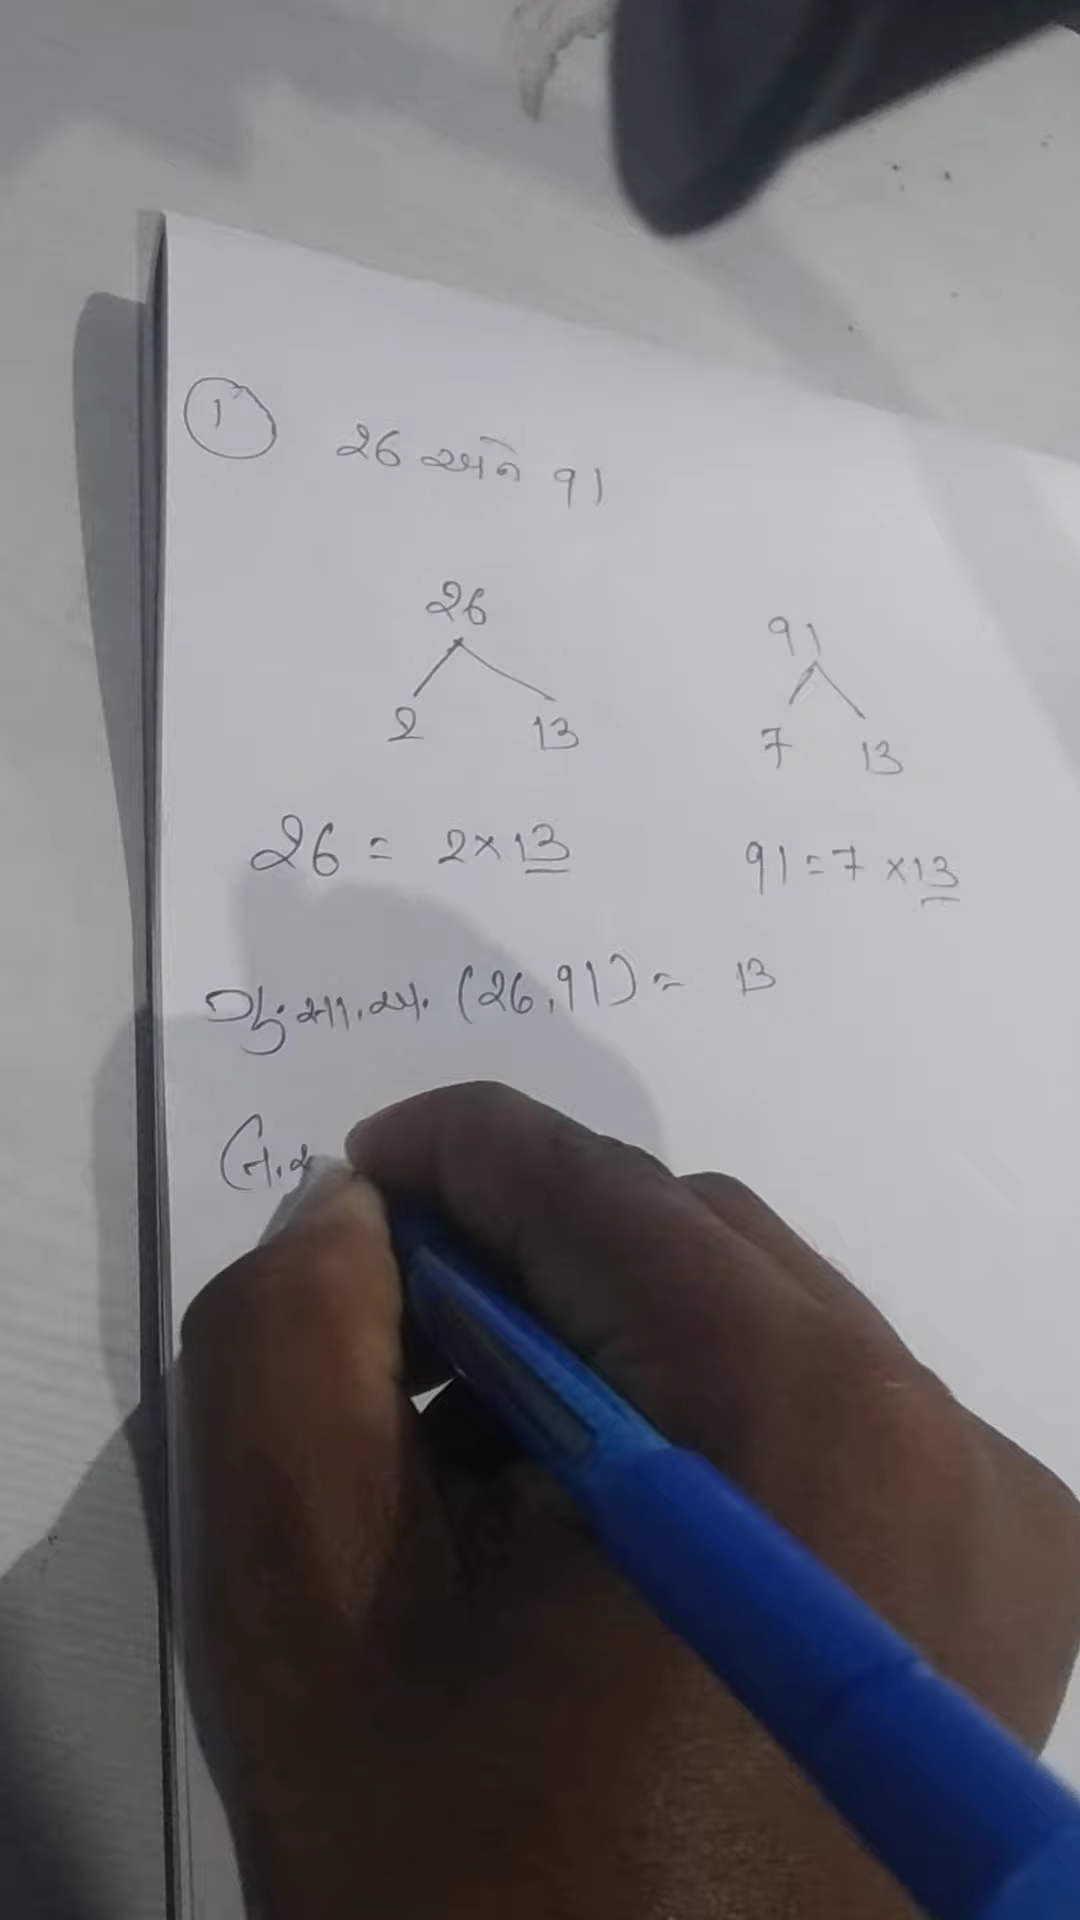 1
26 અને 91
26 91
2 13 7 13
26 = 2 × 13 91 = 7 × 13
ગુ.સા.અ. (26, 91) = 13